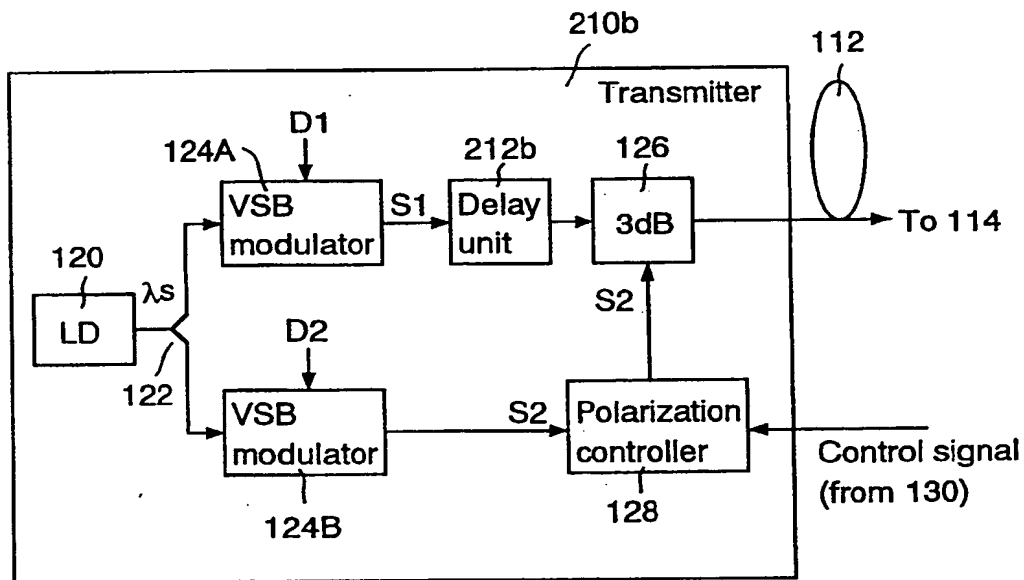 210b
112
Transmitter
D1
124A
212b
126
VSB
modulator
S1
Delay
unit
3dB
To 114
120
λs
LD
S2
D2
122
VSB
modulator
S2
Polarization
controller
Control signal
(from 130)
124B
128